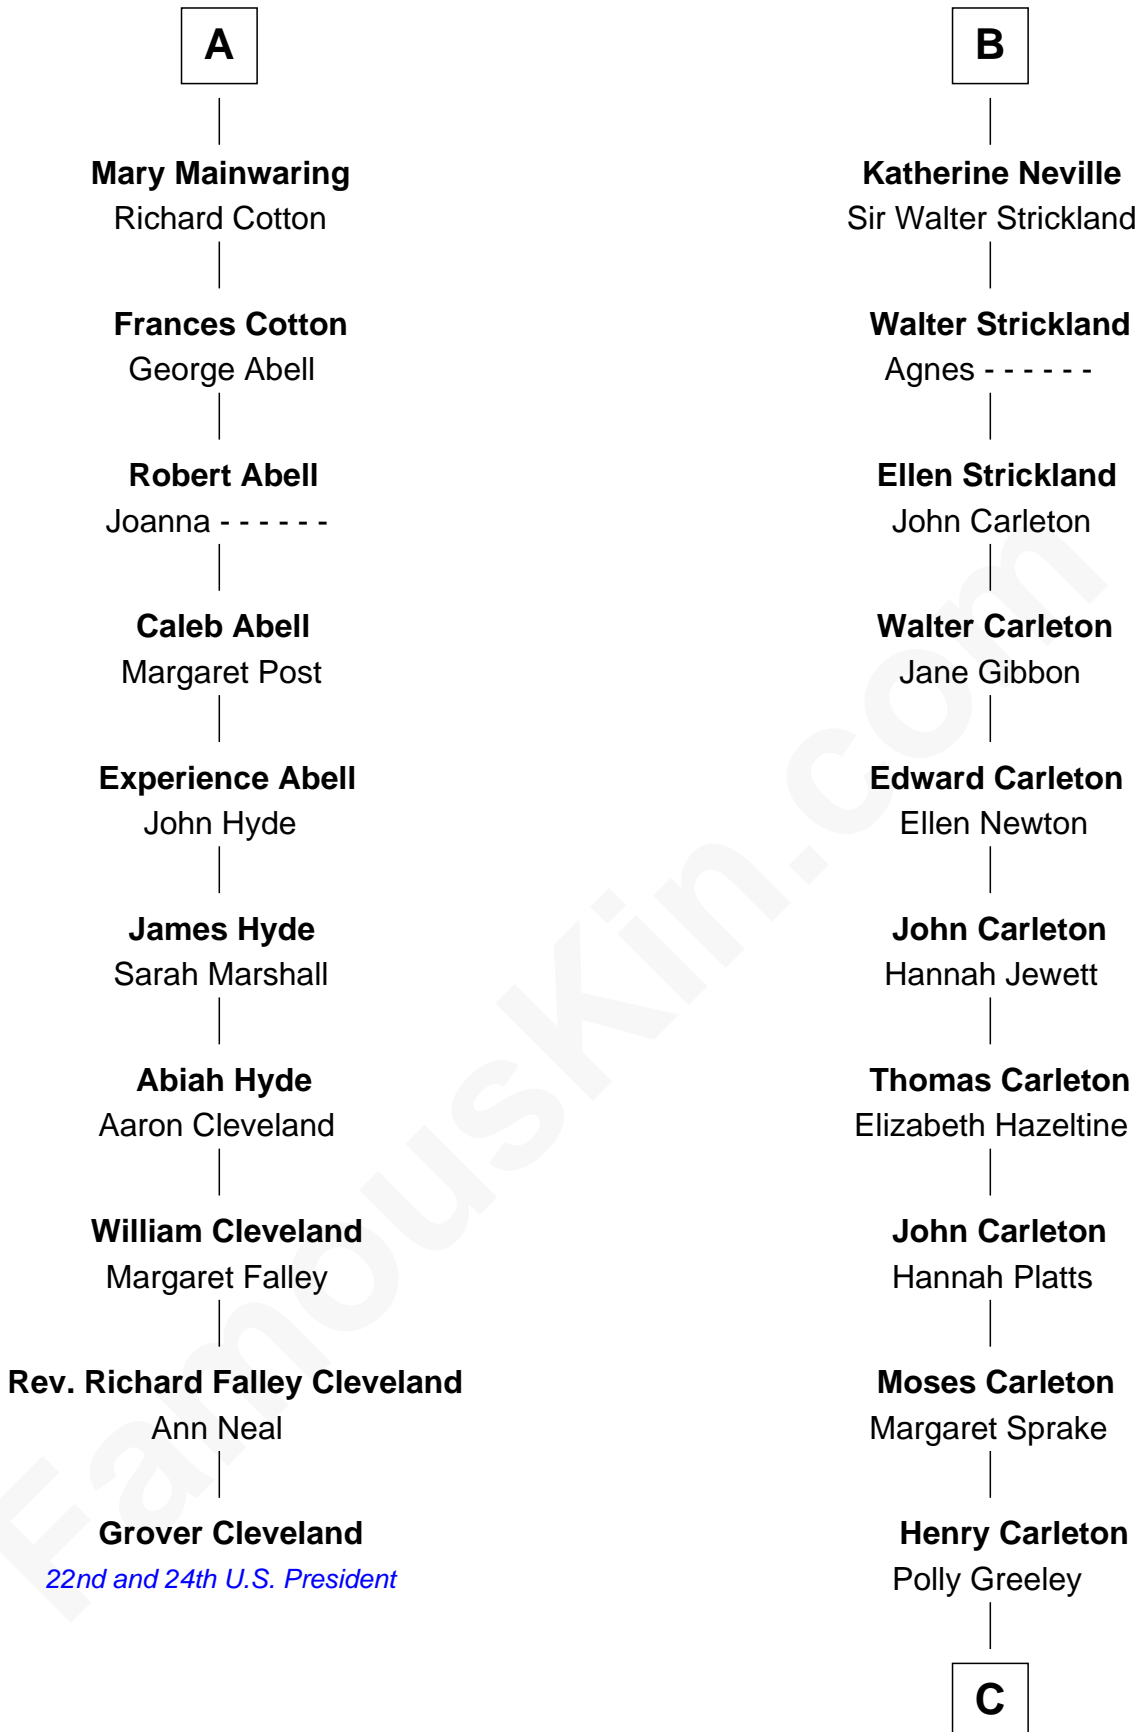 A
Mary Mainwaring
Richard Cotton
Frances Cotton
George Abell
Robert Abell
Joanna - - - - - -
Caleb Abell
Margaret Post
Experience Abell
John Hyde
James Hyde
Sarah Marshall
Abiah Hyde
Aaron Cleveland
William Cleveland
Margaret Falley
Rev. Richard Falley Cleveland
Ann Neal
Grover Cleveland
22nd and 24th U.S. President
B
Katherine Neville
Sir Walter Strickland
Walter Strickland
Agnes - - - - - -
Ellen Strickland
John Carleton
Walter Carleton
Jane Gibbon
Edward Carleton
Ellen Newton
John Carleton
Hannah Jewett
Thomas Carleton
Elizabeth Hazeltine
John Carleton
Hannah Platts
Moses Carleton
Margaret Sprake
Henry Carleton
Polly Greeley
C
FamousKin.com